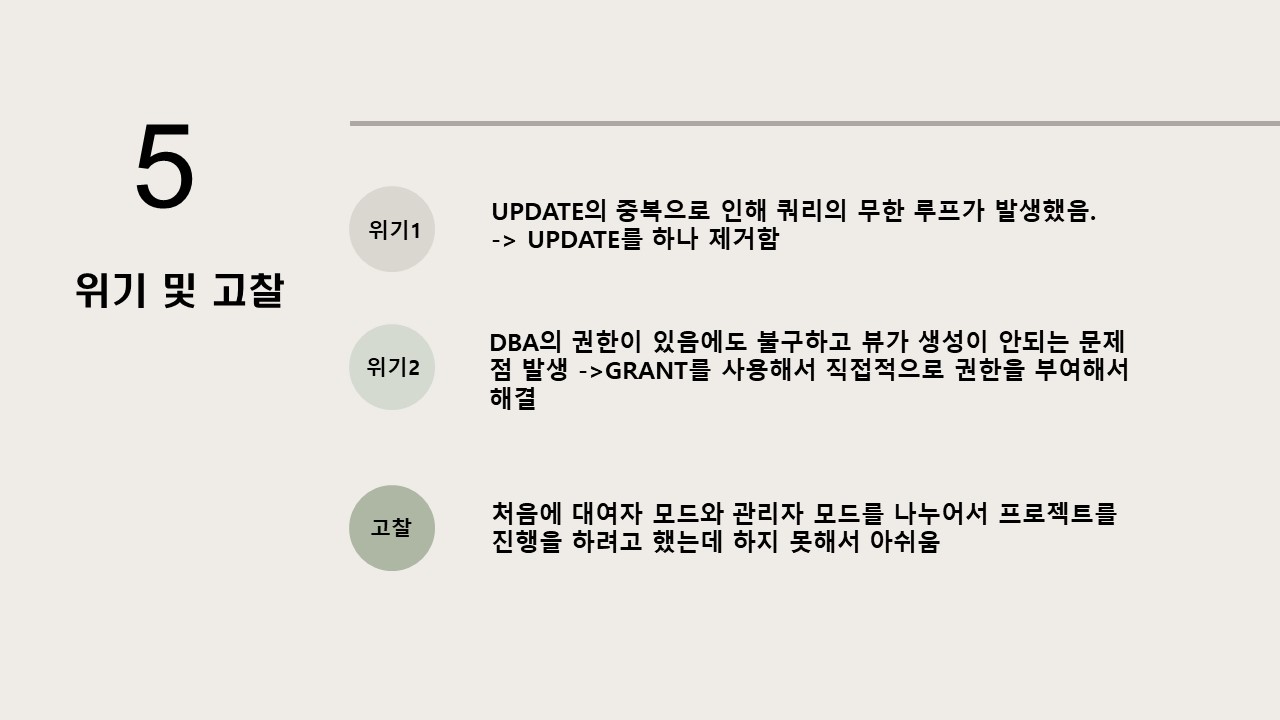 5
위기 및 고찰
위기1
UPDATE의 중복으로 인해 쿼리의 무한 루프가 발생했음.
-> UPDATE를 하나 제거함
위기2
DBA의 권한이 있음에도 불구하고 뷰가 생성이 안되는 문제
점 발생 ->GRANT를 사용해서 직접적으로 권한을 부여해서
해결
고찰
처음에 대여자 모드와 관리자 모드를 나누어서 프로젝트를
진행을 하려고 했는데 하지 못해서 아쉬움